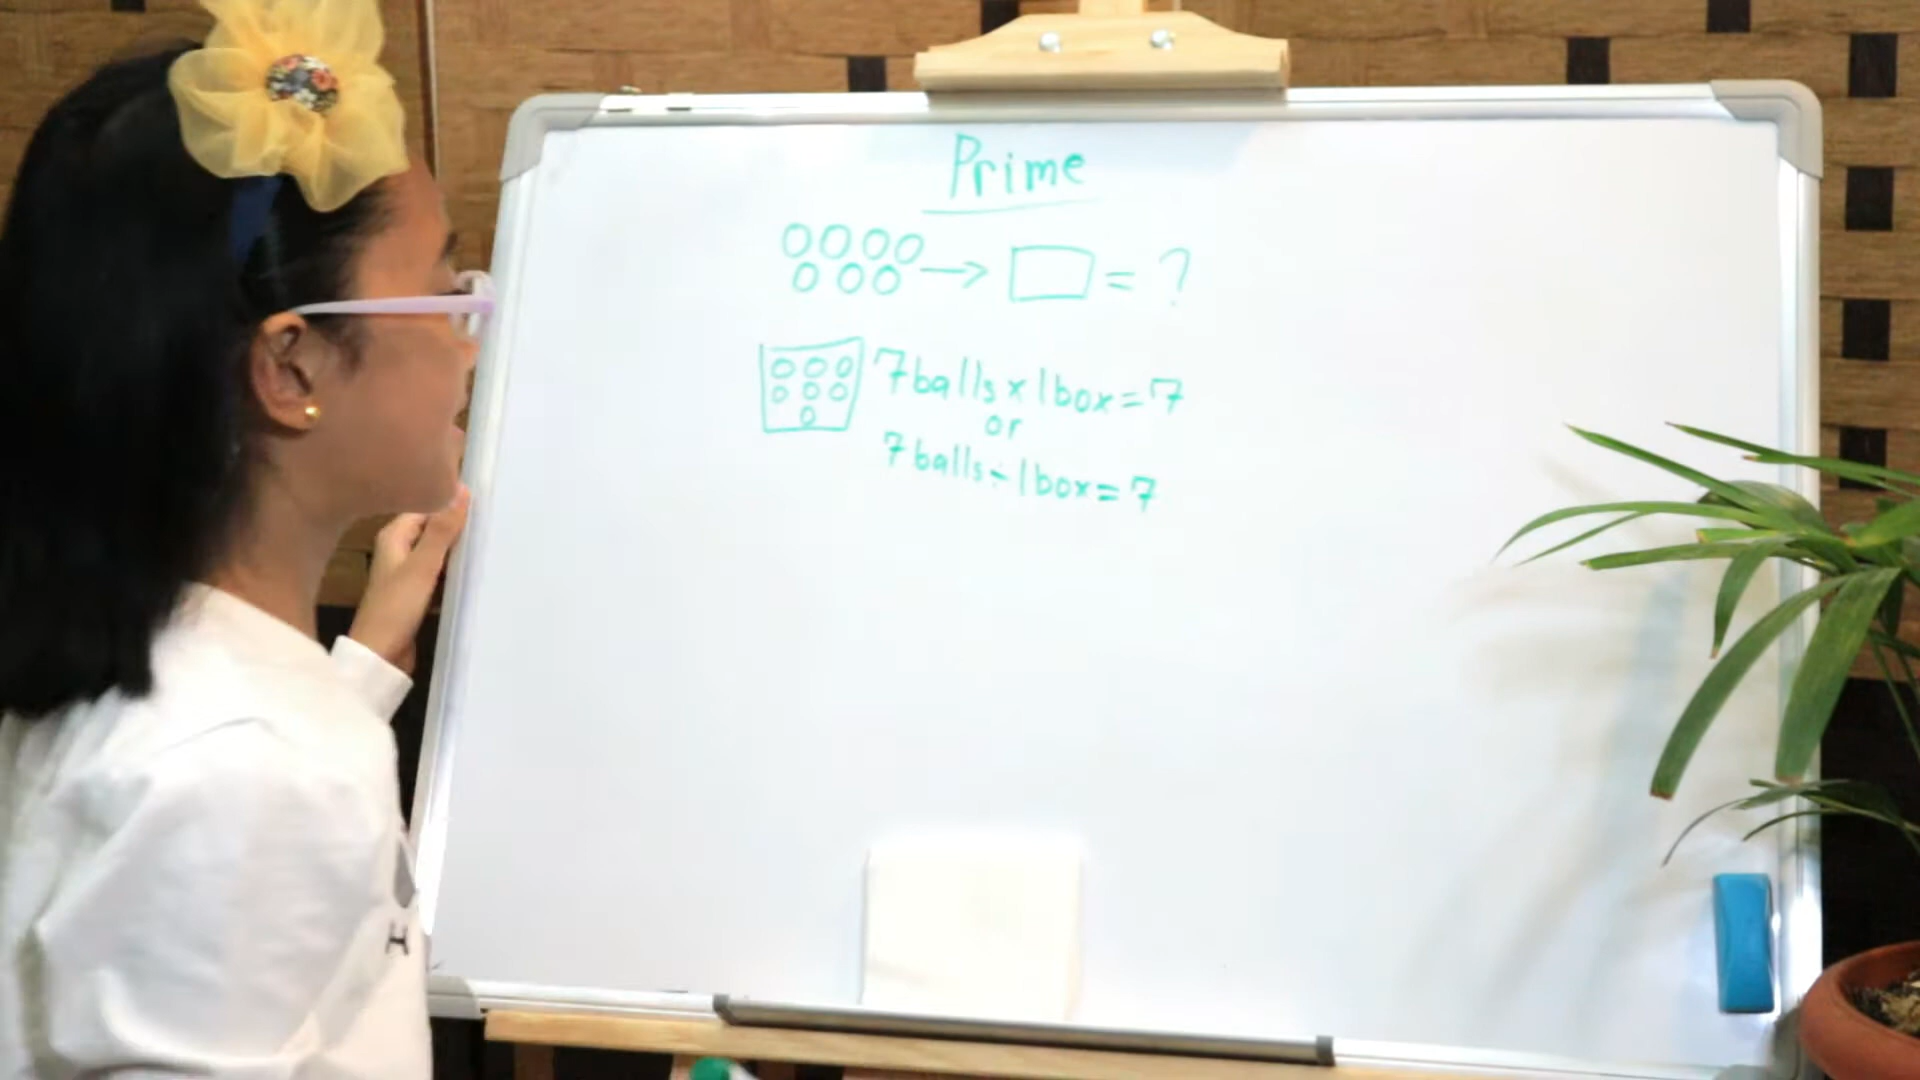 Prime
→ = ?
7 balls x 1 box = 7
or
7 balls ÷ 1 box = 7
H